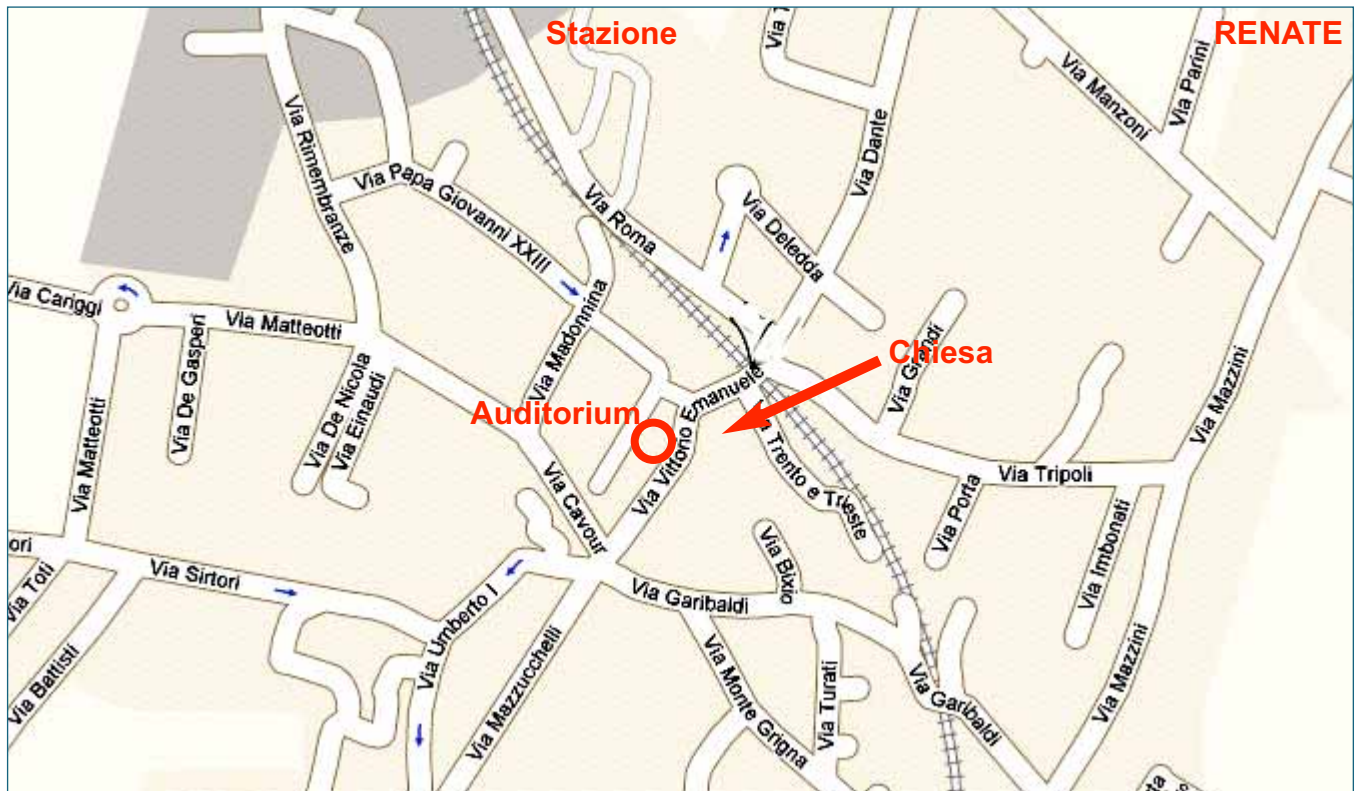 Stazione
RENATE
Via Parini
Via Manzoni
Via Dante
Via Rimembranze
Via Papa Giovanni XXIII
Via Roma
Via Deledda
Via Cariggi
Via Matteotti
Via De Gasperi
Via Madonnina
Chiesa
Via Grandi
Via Mazzini
Via De Nicola
Via Einaudi
Auditorium
Via Vittorio Emanuele
Via Matteotti
Via Cavour
Via Trento e Trieste
Via Tripoli
Via Porta
Via Imbonati
ori
Via Toti
Via Sirtori
Via Bixio
Via Garibaldi
Via Umberto I
Via Battisti
Via Mazzucchelli
Via Monte Grigna
Via Turati
Via Garibaldi
Via Mazzini